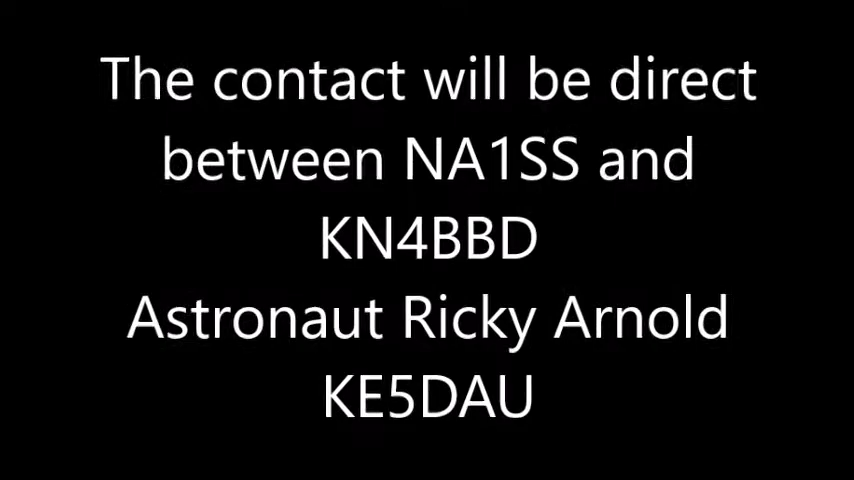 The contact will be direct
between NA1SS and
KN4BBD
Astronaut Ricky Arnold
KE5DAU